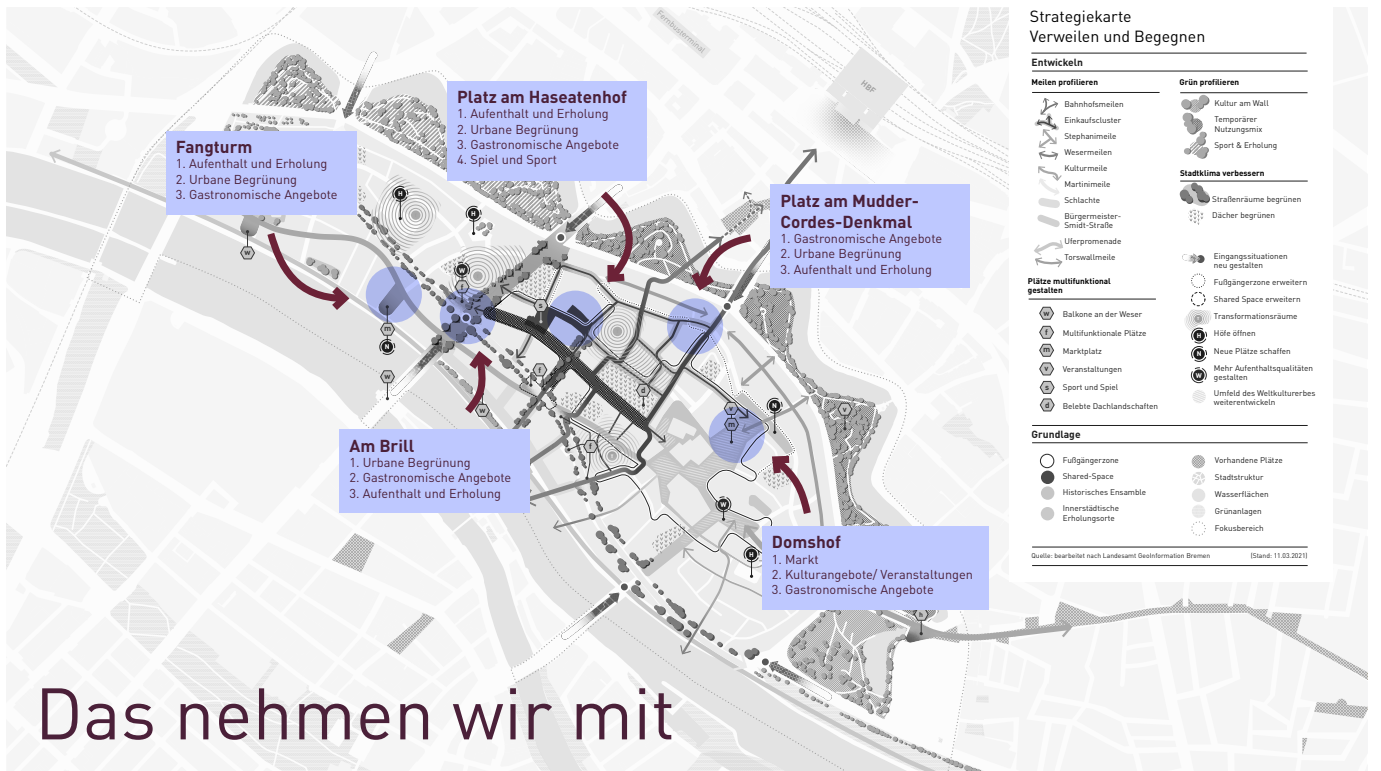 Strategiekarte
Verweilen und Begegnen
Entwickeln
Meilen profilieren
Bahnhofsmeilen
Einkaufscluster
Stephanimeile
Wesermeilen
Kulturmeile
Martinimeile
Schlachte
Bürgermeister-
Smidt-Straße
Uferpromenade
Torswallmeile
Plätze multifunktional
gestalten
w Balkone an der Weser
f Multifunktionale Plätze
m Marktplatz
v Veranstaltungen
s Sport und Spiel
d Belebte Dachlandschaften
Grün profilieren
Kultur am Wall
Temporärer
Nutzungsmix
Sport & Erholung
Stadtklima verbessern
Straßenräume begrünen
Dächer begrünen
Eingangssituationen
neu gestalten
Fußgängerzone erweitern
Shared Space erweitern
Transformationsräume
H Höfe öffnen
N Neue Plätze schaffen
W Mehr Aufenthaltsqualitäten
gestalten
Umfeld des Weltkulturerbes
weiterentwickeln
Grundlage
Fußgängerzone
Shared-Space
Historisches Ensamble
Innerstädtische
Erholungsorte
Vorhandene Plätze
Stadtstruktur
Wasserflächen
Grünanlagen
Fokusbereich
Quelle: bearbeitet nach Landesamt GeoInformation Bremen (Stand: 11.03.2021)
Fernbusterminal
HBF
Platz am Haseatenhof
1. Aufenthalt und Erholung
2. Urbane Begrünung
3. Gastronomische Angebote
4. Spiel und Sport
Fangturm
1. Aufenthalt und Erholung
2. Urbane Begrünung
3. Gastronomische Angebote
Platz am Mudder-
Cordes-Denkmal
1. Gastronomische Angebote
2. Urbane Begrünung
3. Aufenthalt und Erholung
Am Brill
1. Urbane Begrünung
2. Gastronomische Angebote
3. Aufenthalt und Erholung
Domshof
1. Markt
2. Kulturangebote/ Veranstaltungen
3. Gastronomische Angebote
H
H
w
W
f
s
m
N
w
f
w
d
v
m
N
v
f
W
H
h
Das nehmen wir mit